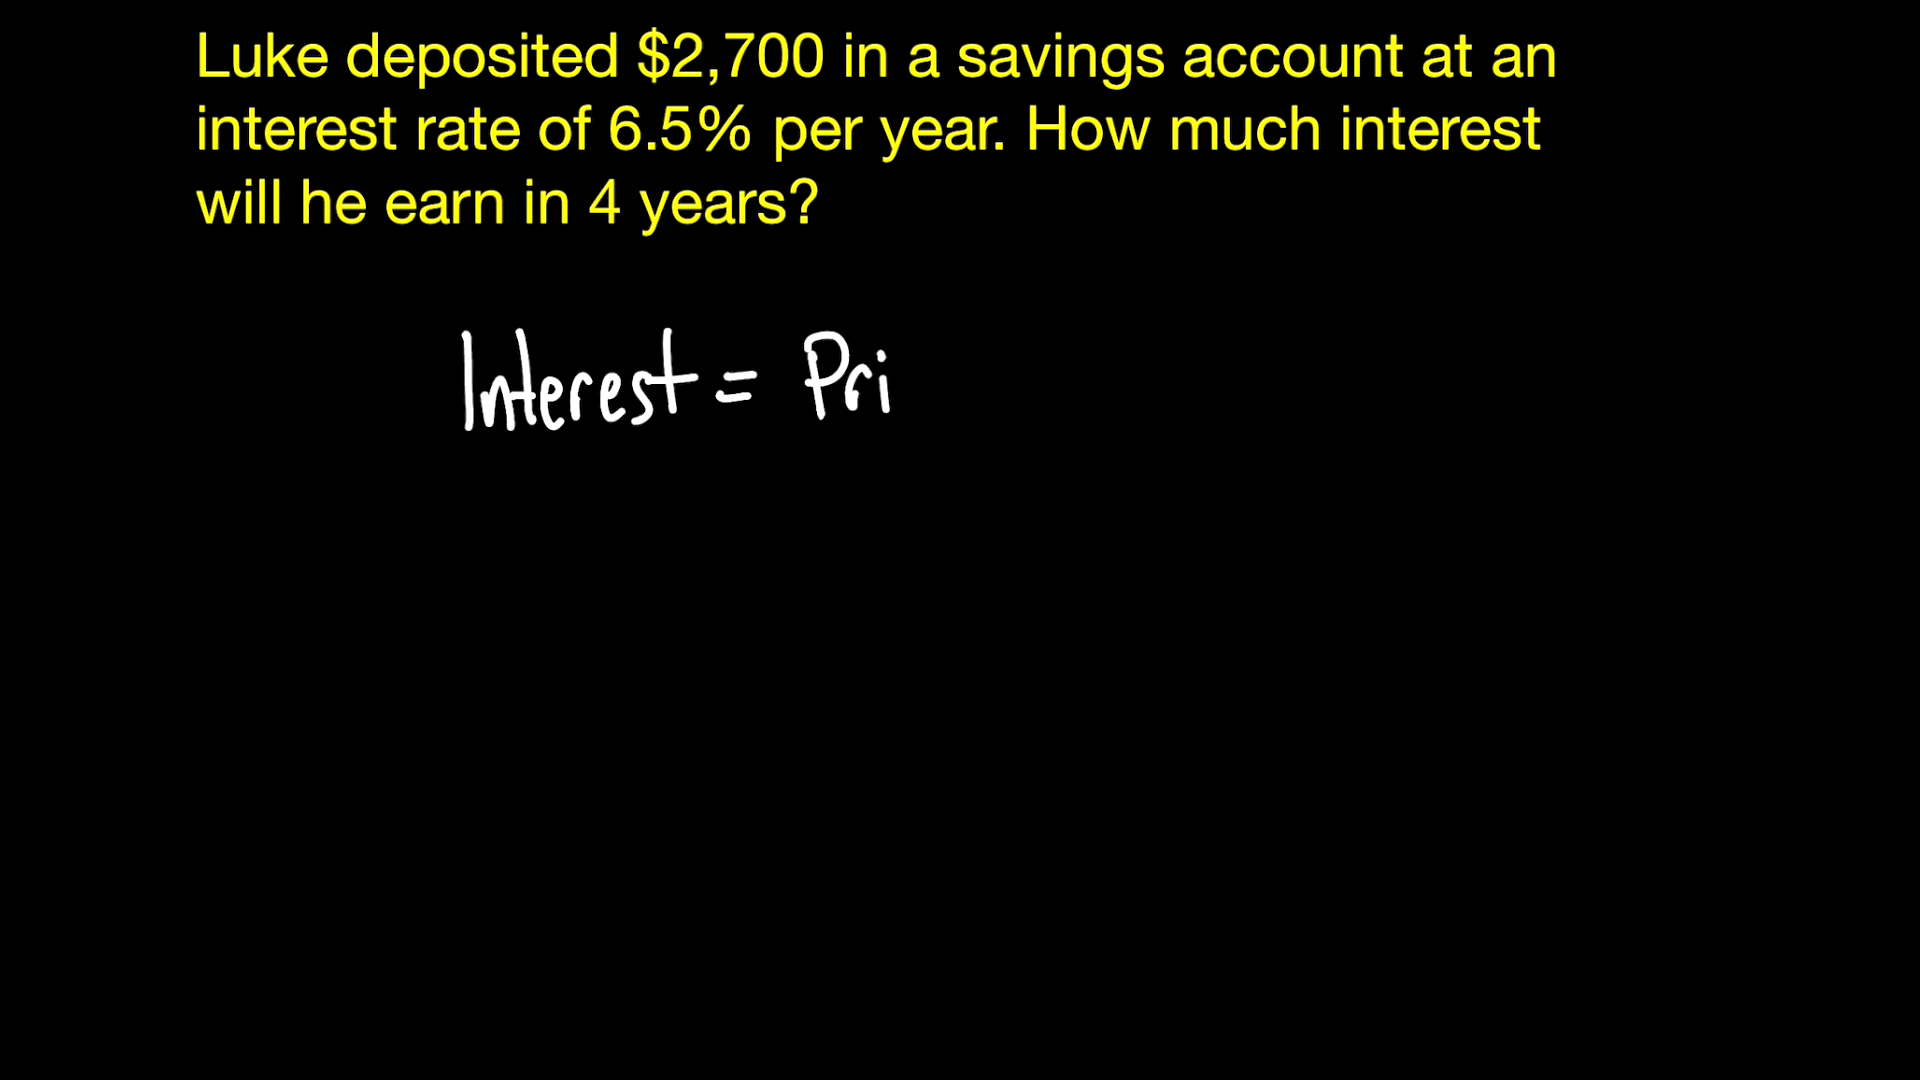 Luke deposited $2,700 in a savings account at an
interest rate of 6.5% per year. How much interest
will he earn in 4 years?
Interest = Pri